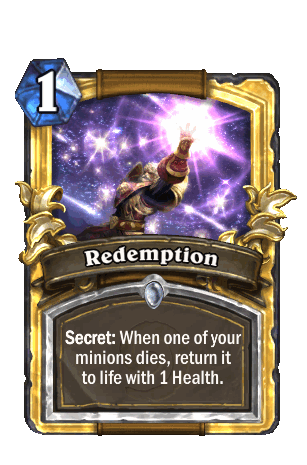 1
Redemption
Secret: When one of your
minions dies, return it
to life with 1 Health.